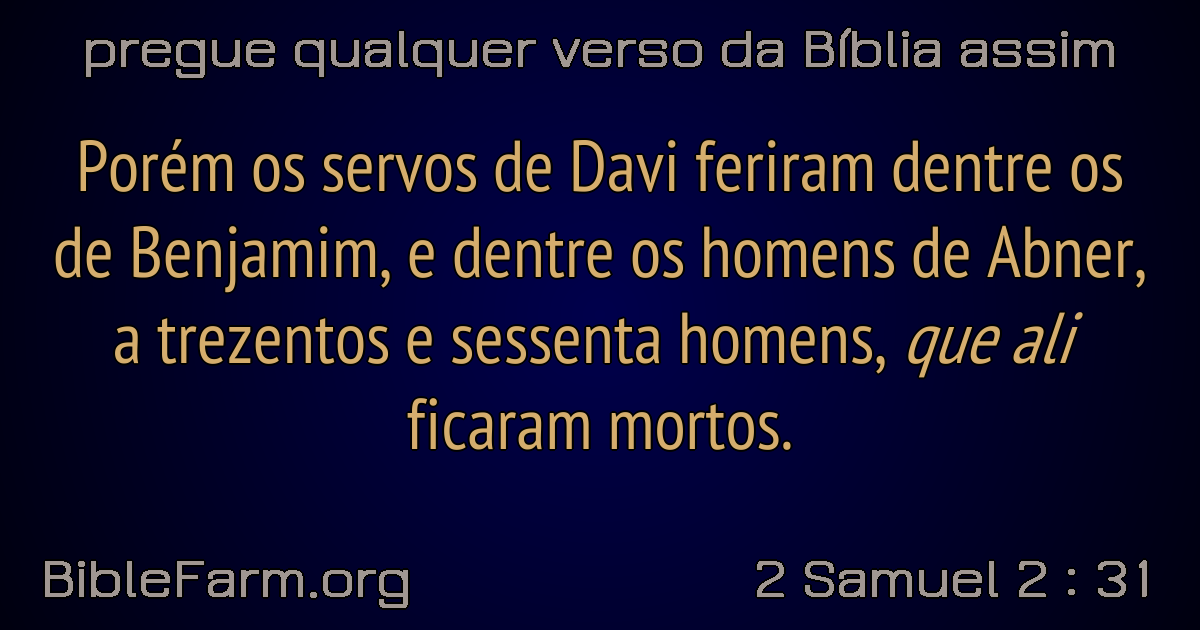 pregue qualquer verso da Bíblia assim
Porém os servos de Davi feriram dentre os
de Benjamim, e dentre os homens de Abner,
a trezentos e sessenta homens, que ali
ficaram mortos.
BibleFarm.org
2 Samuel 2 : 31